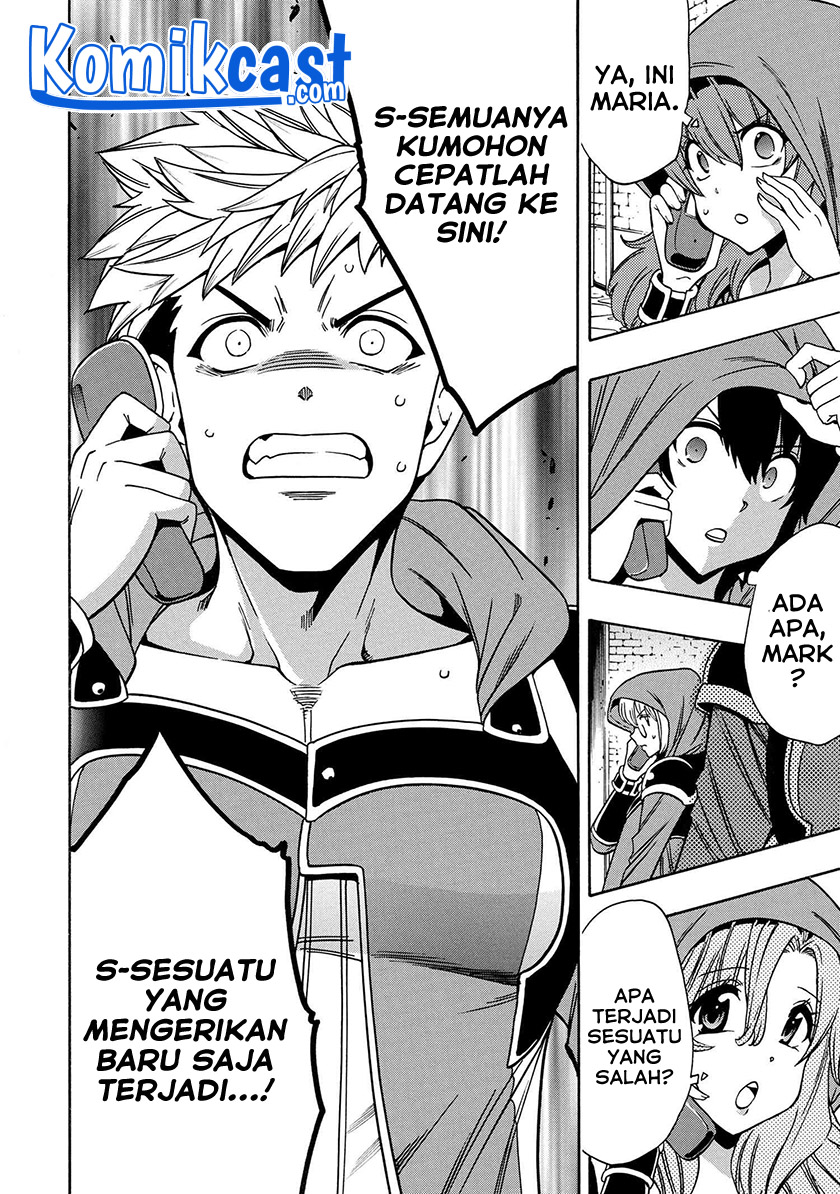 Komikcast
.com
YA, INI
MARIA.
ADA
APA,
MARK
?
APA
TERJADI
SESUATU
YANG
SALAH?
S-SEMUANYA
KUMOHON
CEPATLAH
DATANG KE
SINI!
S-SESUATU
YANG
MENGERIKAN
BARU SAJA
TERJADI...!